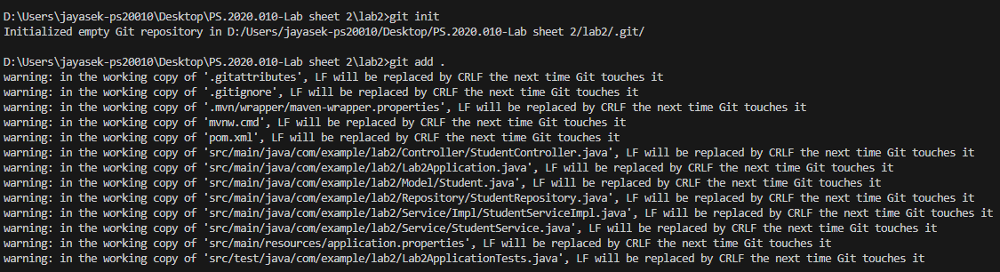 D:\Users\jayasek-ps20010\Desktop\PS.2020.010-Lab sheet 2\lab2>git init
Initialized empty Git repository in D:/Users/jayasek-ps20010/Desktop/PS.2020.010-Lab sheet 2/lab2/.git/
D:\Users\jayasek-ps20010\Desktop\PS.2020.010-Lab sheet 2\lab2>git add .
warning: in the working copy of '.gitattributes', LF will be replaced by CRLF the next time Git touches it
warning: in the working copy of '.gitignore', LF will be replaced by CRLF the next time Git touches it
warning: in the working copy of '.mvn/wrapper/maven-wrapper.properties', LF will be replaced by CRLF the next time Git touches it
warning: in the working copy of 'mvnw.cmd', LF will be replaced by CRLF the next time Git touches it
warning: in the working copy of 'pom.xml', LF will be replaced by CRLF the next time Git touches it
warning: in the working copy of 'src/main/java/com/example/lab2/Controller/StudentController.java', LF will be replaced by CRLF the next time Git touches it
warning: in the working copy of 'src/main/java/com/example/lab2/Lab2Application.java', LF will be replaced by CRLF the next time Git touches it
warning: in the working copy of 'src/main/java/com/example/lab2/Model/Student.java', LF will be replaced by CRLF the next time Git touches it
warning: in the working copy of 'src/main/java/com/example/lab2/Repository/StudentRepository.java', LF will be replaced by CRLF the next time Git touches it
warning: in the working copy of 'src/main/java/com/example/lab2/Service/Impl/StudentServiceImpl.java', LF will be replaced by CRLF the next time Git touches it
warning: in the working copy of 'src/main/java/com/example/lab2/Service/StudentService.java', LF will be replaced by CRLF the next time Git touches it
warning: in the working copy of 'src/main/resources/application.properties', LF will be replaced by CRLF the next time Git touches it
warning: in the working copy of 'src/test/java/com/example/lab2/Lab2ApplicationTests.java', LF will be replaced by CRLF the next time Git touches it